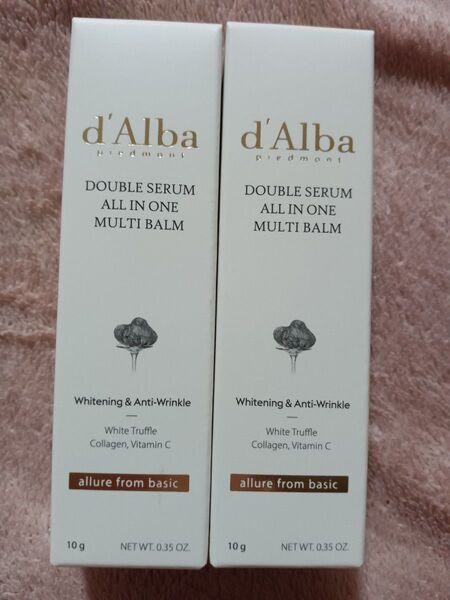 d'Alba
piedmont
DOUBLE SERUM
ALL IN ONE
MULTI BALM
Whitening & Anti-Wrinkle
White Truffle
Collagen, Vitamin C
allure from basic
10 g NET WT. 0.35 OZ.
d'Alba
piedmont
DOUBLE SERUM
ALL IN ONE
MULTI BALM
Whitening & Anti-Wrinkle
White Truffle
Collagen, Vitamin C
allure from basic
10 g NET WT. 0.35 OZ.